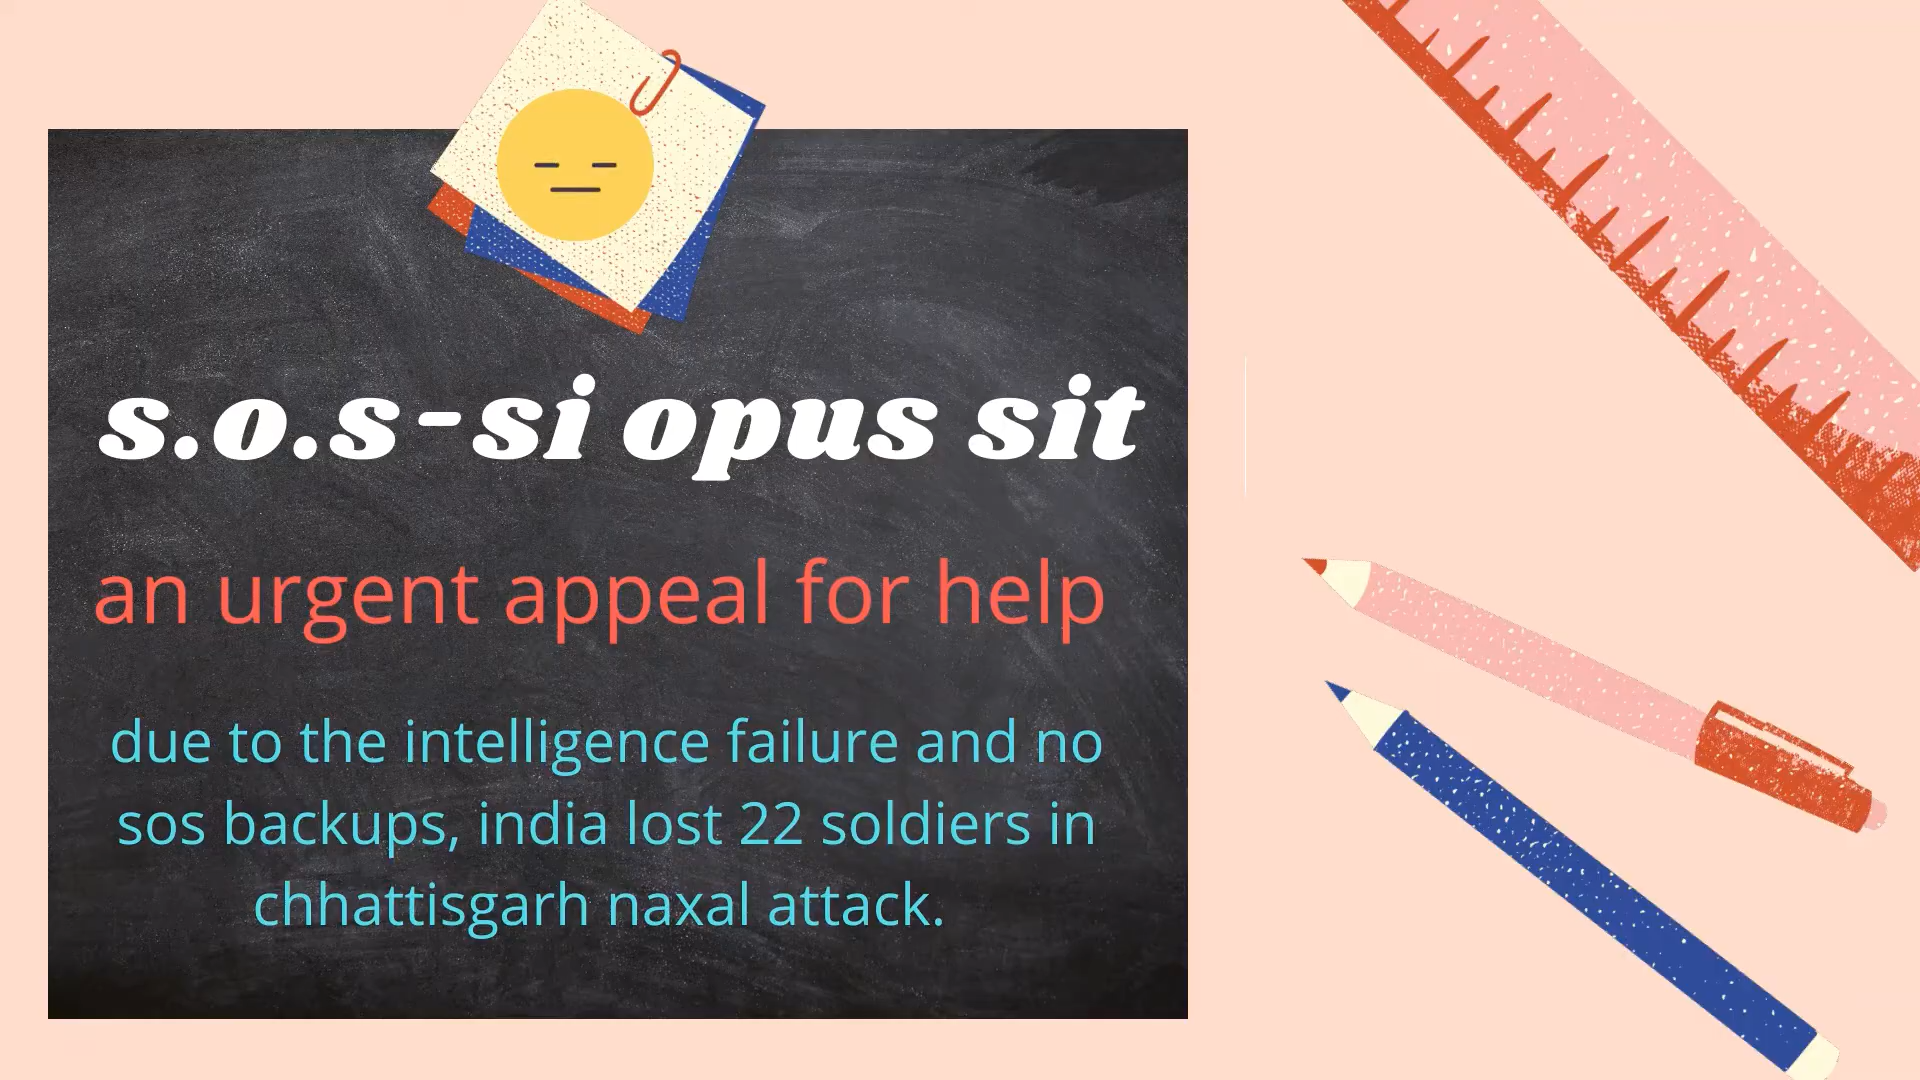 s.o.s-si opus sit
an urgent appeal for help
due to the intelligence failure and no
sos backups, india lost 22 soldiers in
chhattisgarh naxal attack.